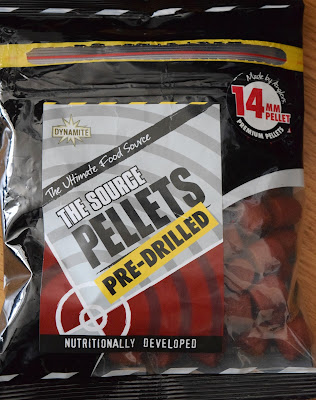 DYNAMITE
Made by Anglers
14MM
PELLET
PREMIUM PELLETS
The Ultimate Food Source
THE SOURCE
PELLETS
PRE-DRILLED
NUTRITIONALLY DEVELOPED